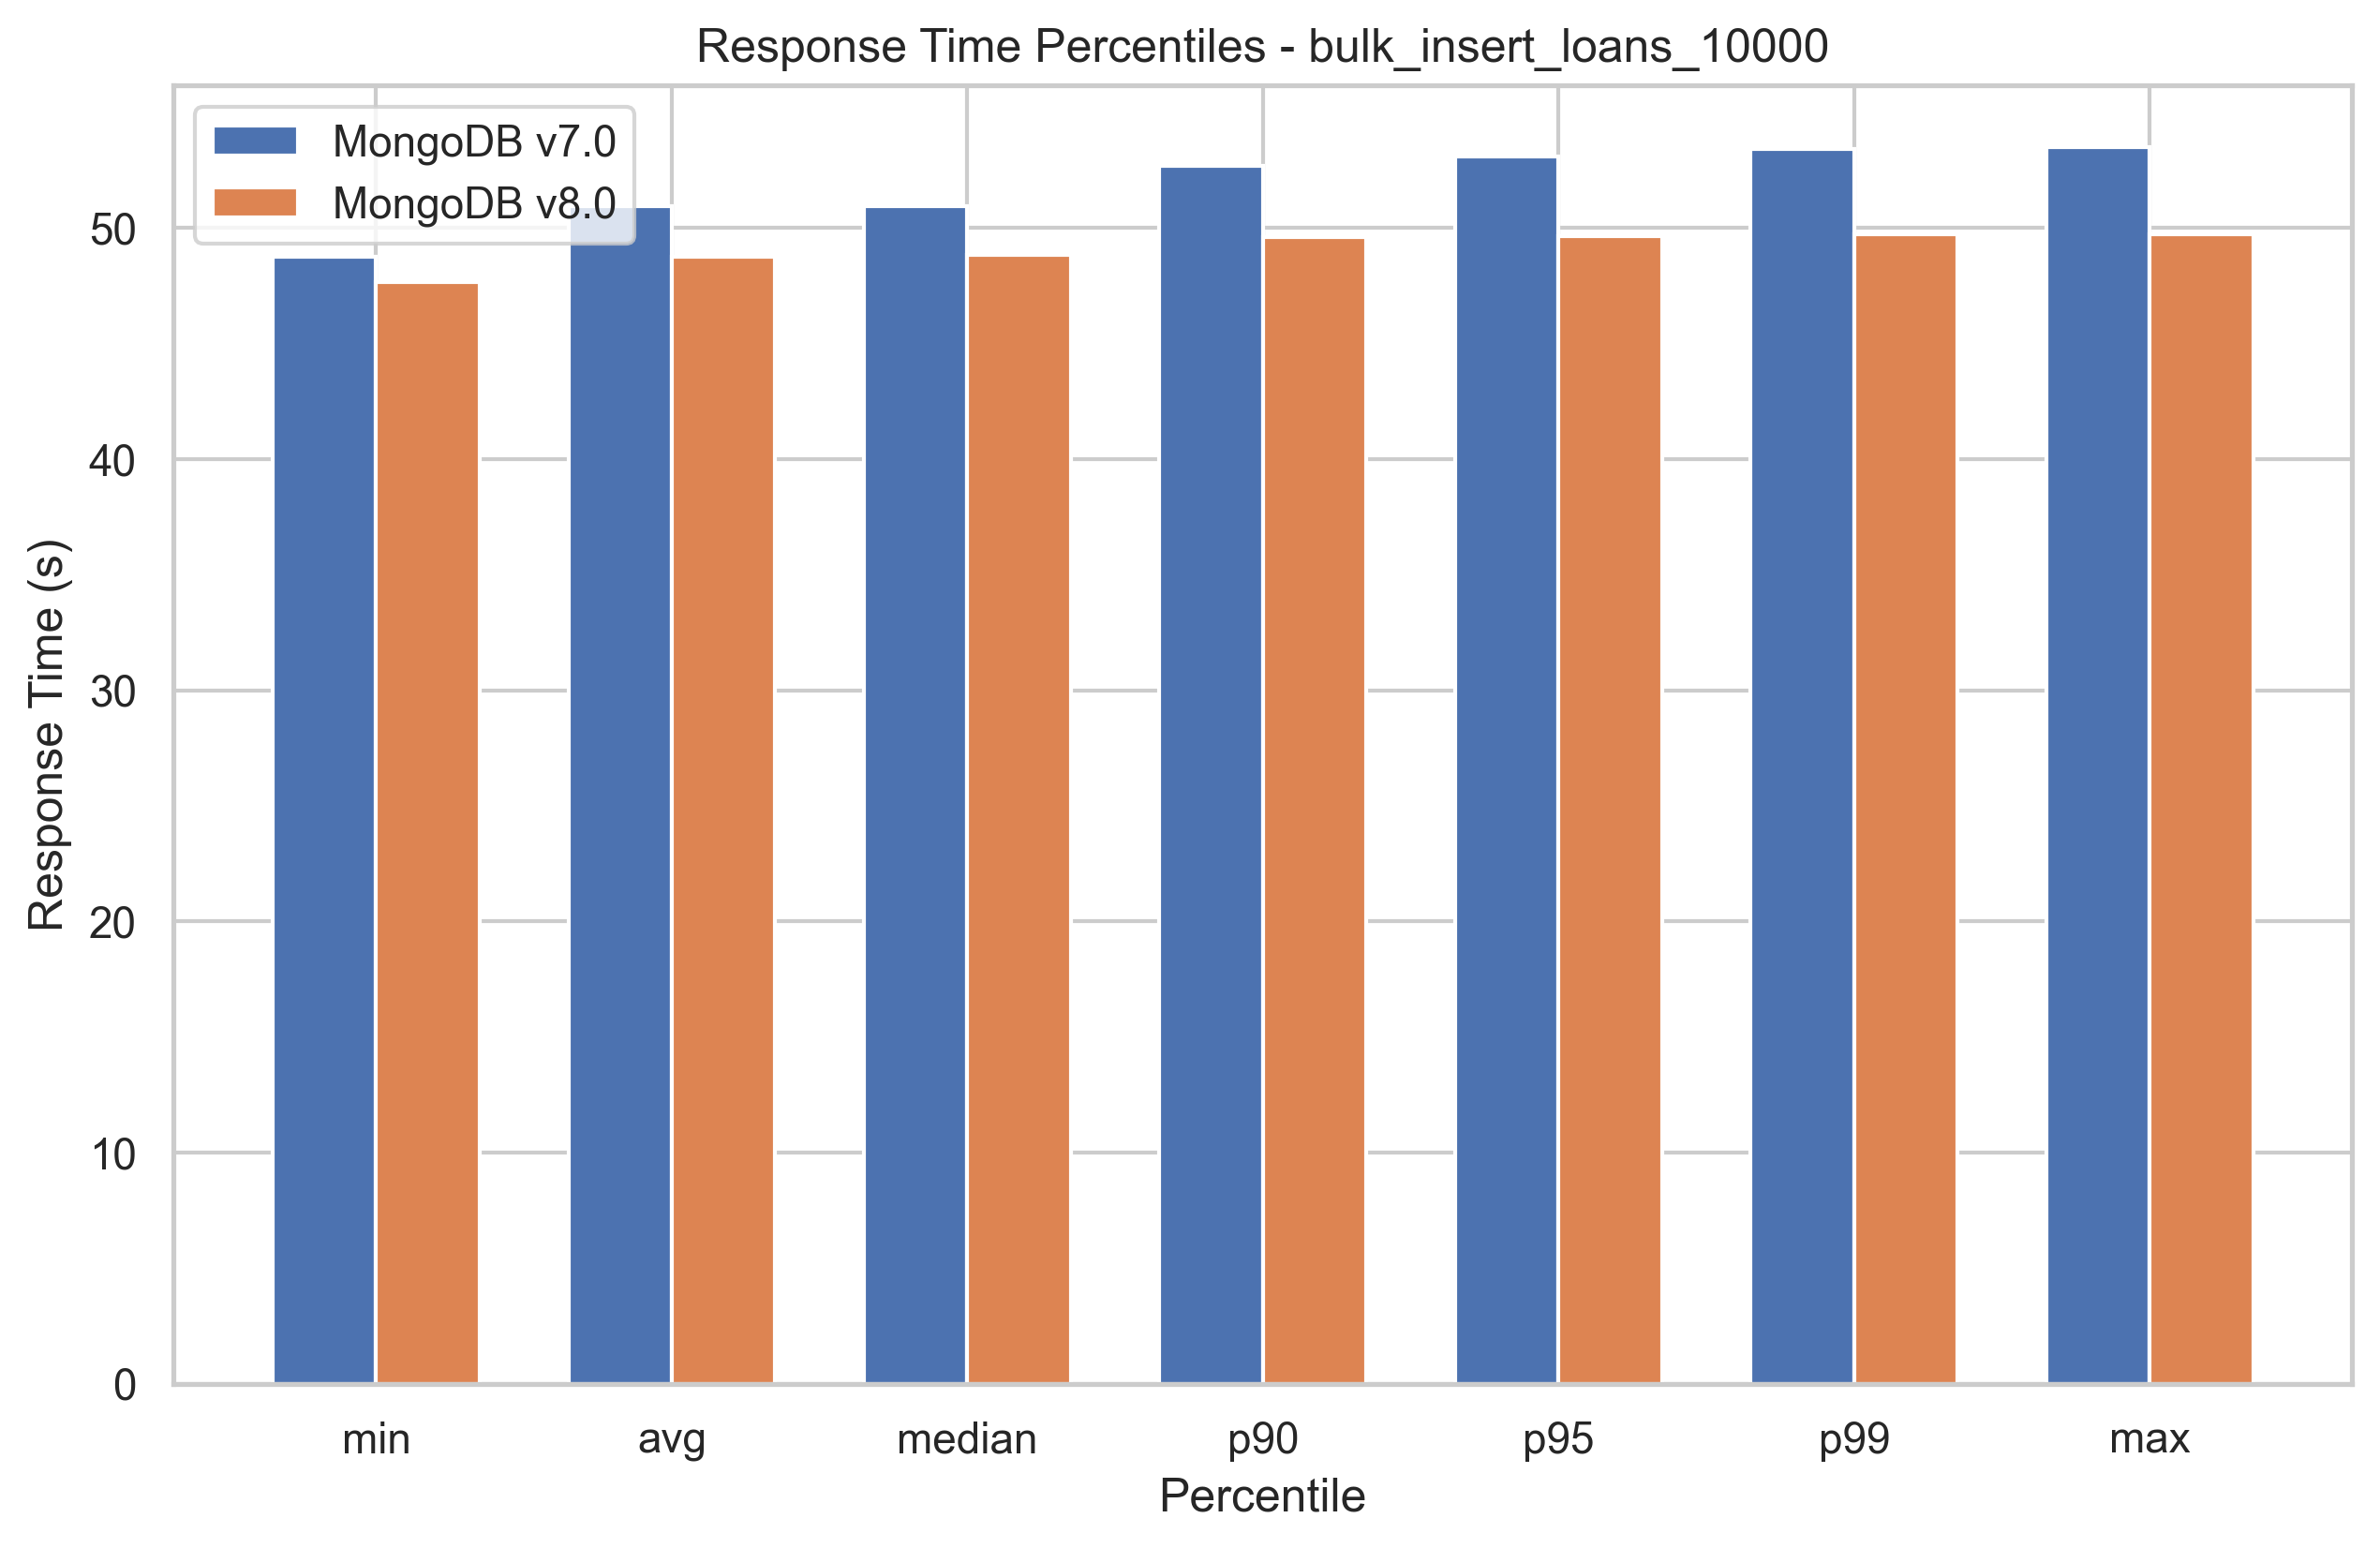 Response Time Percentiles - bulk_insert_loans_10000
MongoDB v7.0
MongoDB v8.0
Response Time (s)
50
40
30
20
10
0
min avg median p90 p95 p99 max
Percentile